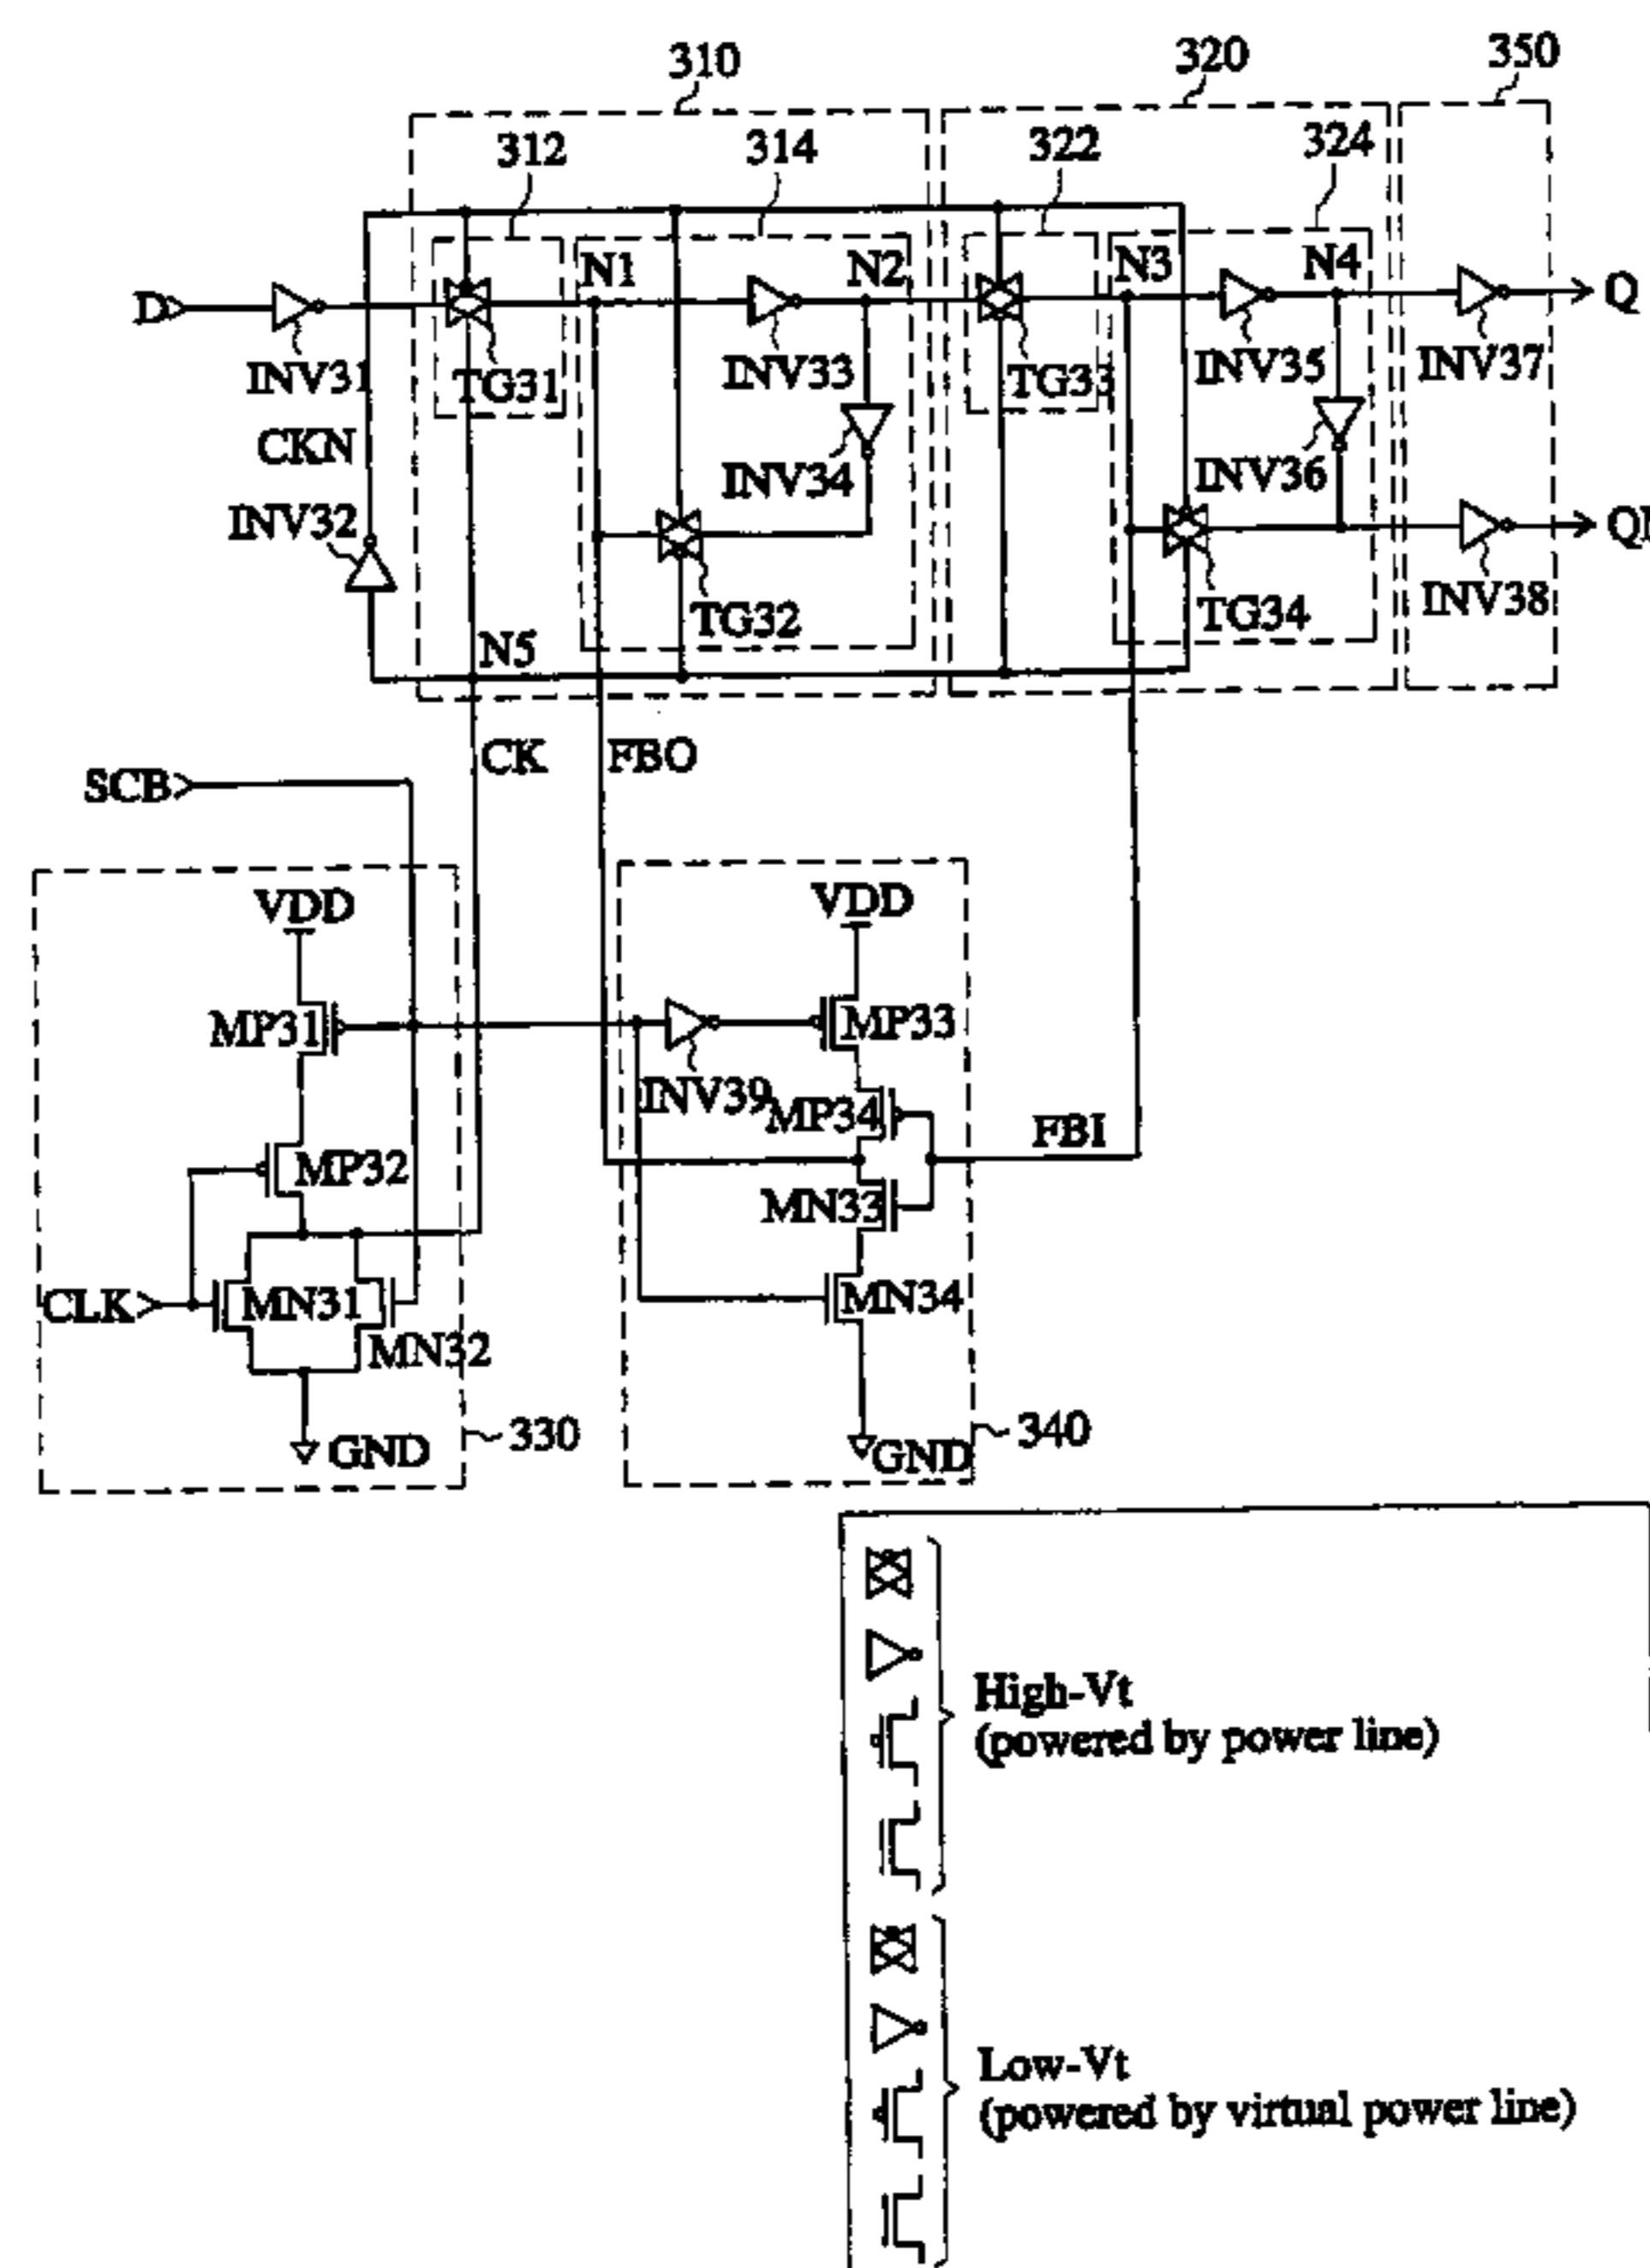 310
320
350
312
314
322
324
N1
N2
N3
N4
D
Q
INV31
TG31
INV33
TG33
INV35
INV37
CKN
INV34
INV36
INV32
TG32
TG34
INV38
N5
CK
FBO
SCB
VDD
VDD
MP31
MP33
INV39
MP34
FBI
MP32
MN33
CLK
MN31
MN34
MN32
GND
330
GND
340
High-Vt
(powered by power line)
Low-Vt
(powered by virtual power line)